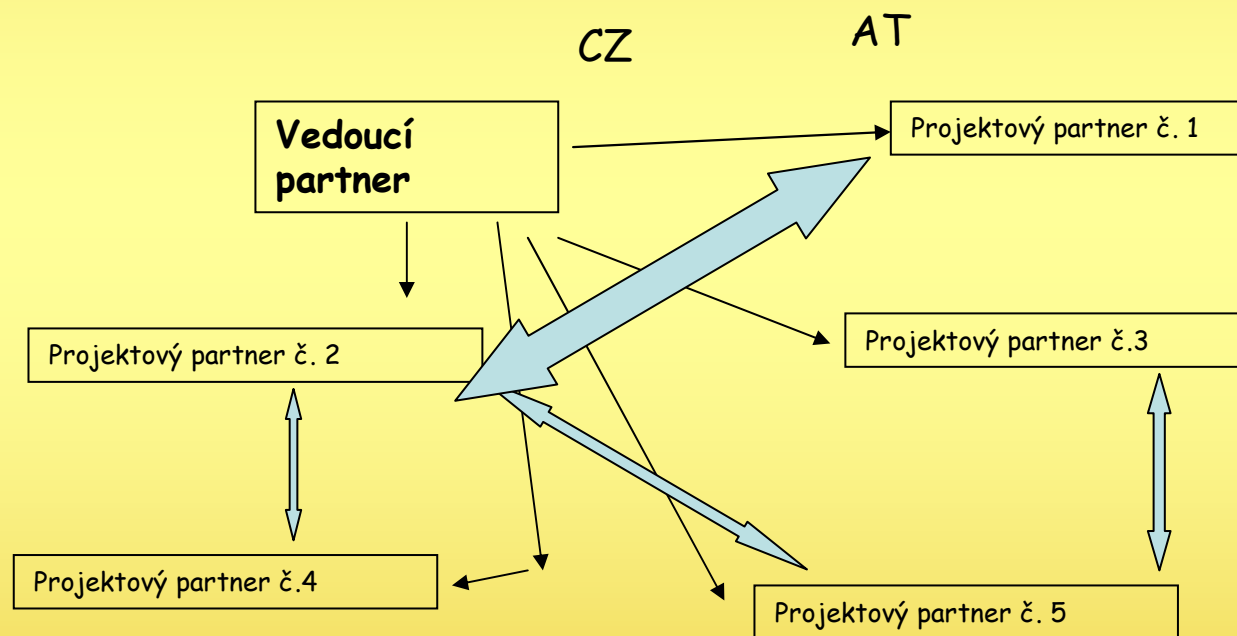 CZ
AT
Vedoucí
partner
Projektový partner č. 1
Projektový partner č. 2
Projektový partner č.3
Projektový partner č.4
Projektový partner č. 5